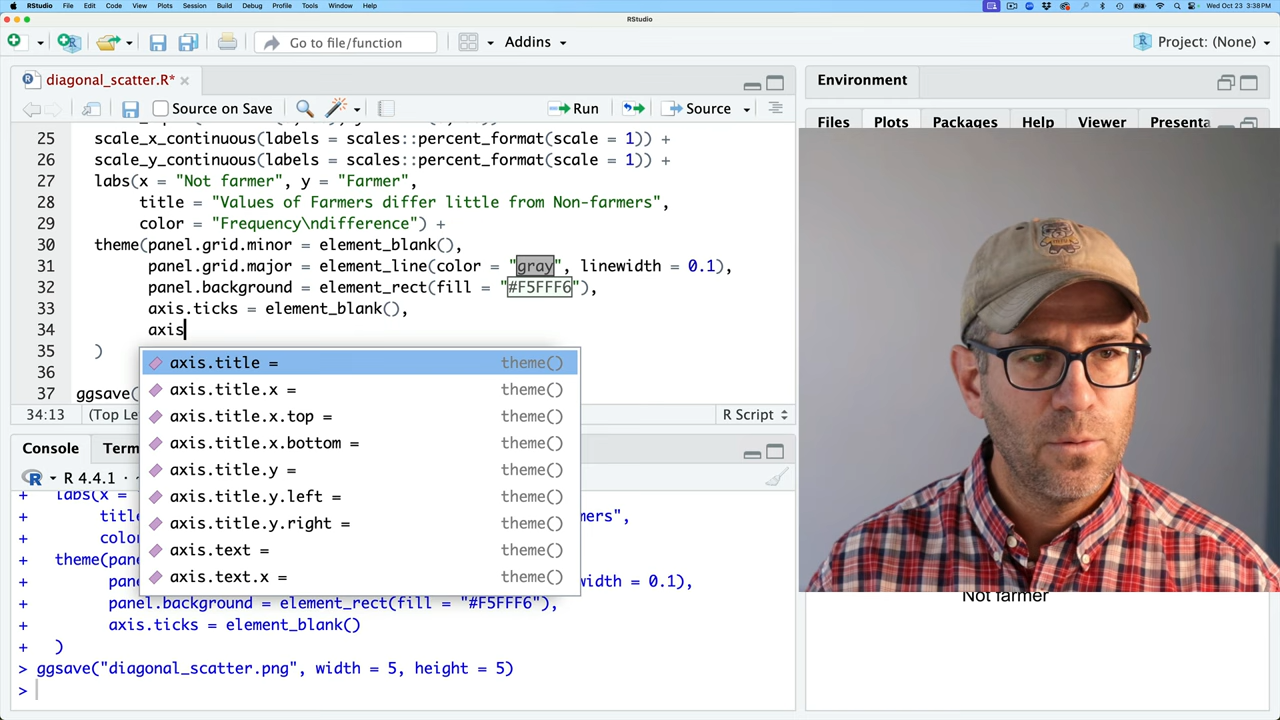 RStudio File Edit Code View Plots Session Build Debug Profile Tools Window Help
Wed Oct 23 3:38 PM
RStudio
Go to file/function
Addins
Project: (None)
diagonal_scatter.R*
Source on Save
Run
Source
25 scale_x_continuous(labels = scales::percent_format(scale = 1)) +
26 scale_y_continuous(labels = scales::percent_format(scale = 1)) +
27 labs(x = "Not farmer", y = "Farmer",
28 title = "Values of Farmers differ little from Non-farmers",
29 color = "Frequency\ndifference") +
30 theme(panel.grid.minor = element_blank(),
31 panel.grid.major = element_line(color = "gray", linewidth = 0.1),
32 panel.background = element_rect(fill = "#F5FFF6"),
33 axis.ticks = element_blank(),
34 axis
35 )
36
37 ggsave(
axis.title = theme()
axis.title.x = theme()
axis.title.x.top = theme()
axis.title.x.bottom = theme()
axis.title.y = theme()
axis.title.y.left = theme()
axis.title.y.right = theme()
axis.text = theme()
axis.text.x = theme()
34:13 (Top Le
R Script
Console Term
R 4.4.1 ·
+ labs(x =
+ title mers",
+ color
+ theme(pane
+ pan width = 0.1),
+ panel.background = element_rect(fill = "#F5FFF6"),
+ axis.ticks = element_blank()
+ )
> ggsave("diagonal_scatter.png", width = 5, height = 5)
>
Environment
Files Plots Packages Help Viewer Presenta
Not farmer